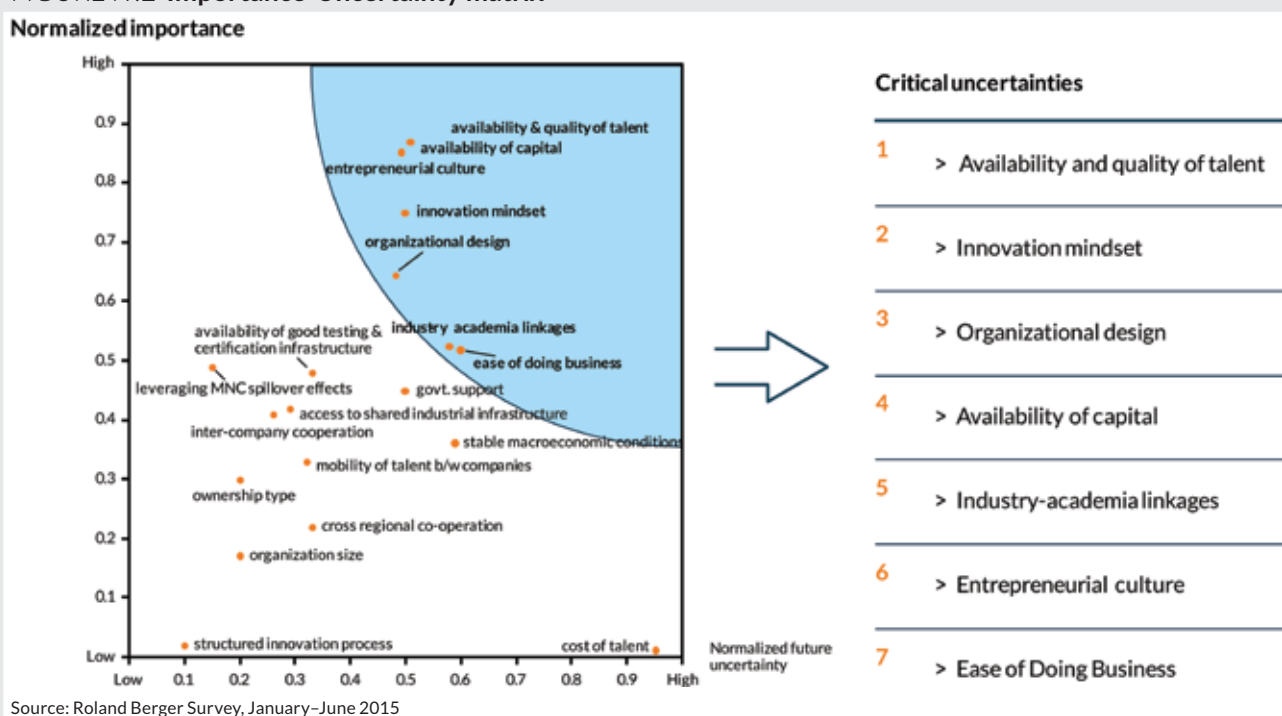 Normalized importance
High
0.9
0.8
0.7
0.6
0.5
0.4
0.3
0.2
0.1
Low
availability & quality of talent
availability of capital
entrepreneurial culture
innovation mindset
organizational design
industry academia linkages
ease of doing business
availability of good testing &
certification infrastructure
leveraging MNC spillover effects
govt. support
access to shared industrial infrastructure
inter-company cooperation
stable macroeconomic conditions
mobility of talent b/w companies
ownership type
cross regional co-operation
organization size
structured innovation process
cost of talent
Low 0.1 0.2 0.3 0.4 0.5 0.6 0.7 0.8 0.9 High
Normalized future
uncertainty
Critical uncertainties
1 > Availability and quality of talent
2 > Innovation mindset
3 > Organizational design
4 > Availability of capital
5 > Industry-academia linkages
6 > Entrepreneurial culture
7 > Ease of Doing Business
Source: Roland Berger Survey, January–June 2015